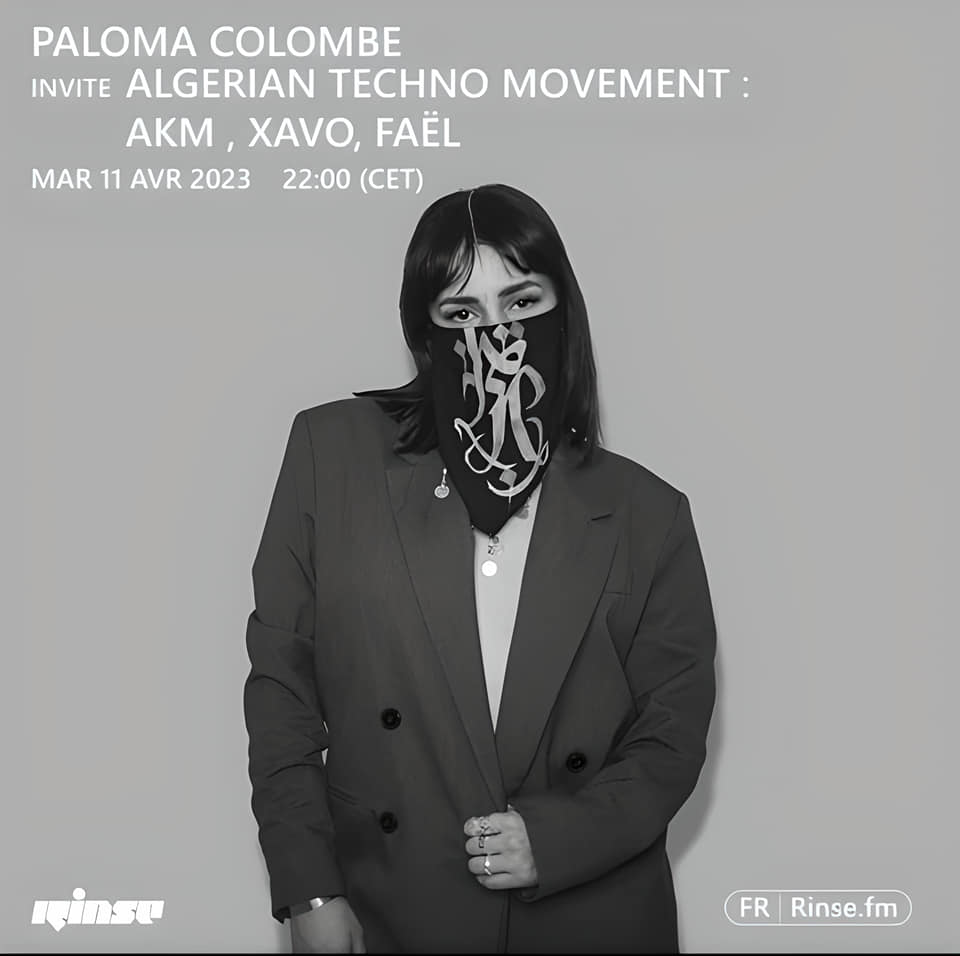 PALOMA COLOMBE
INVITE ALGERIAN TECHNO MOVEMENT :
AKM , XAVO, FAËL
MAR 11 AVR 2023 22:00 (CET)
rinse
FR | Rinse.fm